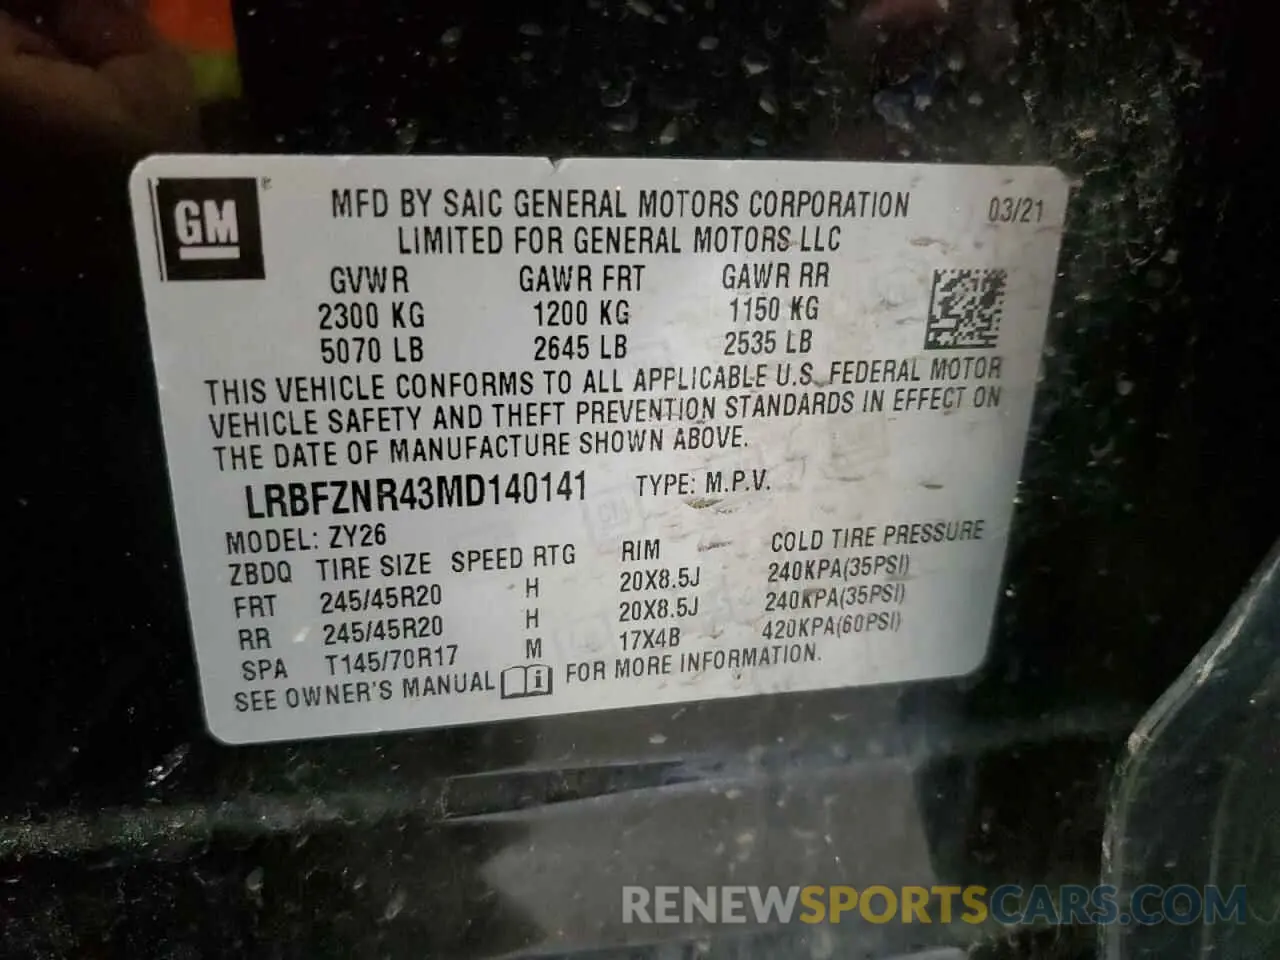 GM ® MFD BY SAIC GENERAL MOTORS CORPORATION 03/21
LIMITED FOR GENERAL MOTORS LLC
GVWR GAWR FRT GAWR RR
2300 KG 1200 KG 1150 KG
5070 LB 2645 LB 2535 LB
THIS VEHICLE CONFORMS TO ALL APPLICABLE U.S. FEDERAL MOTOR
VEHICLE SAFETY AND THEFT PREVENTION STANDARDS IN EFFECT ON
THE DATE OF MANUFACTURE SHOWN ABOVE.
LRBFZNR43MD140141 TYPE: M.P.V.
MODEL: ZY26
ZBDQ TIRE SIZE SPEED RTG RIM COLD TIRE PRESSURE
FRT 245/45R20 H 20X8.5J 240KPA(35PSI)
RR 245/45R20 H 20X8.5J 240KPA(35PSI)
SPA T145/70R17 M 17X4B 420KPA(60PSI)
SEE OWNER'S MANUAL i FOR MORE INFORMATION.
RENEWSPORTSCARS.COM